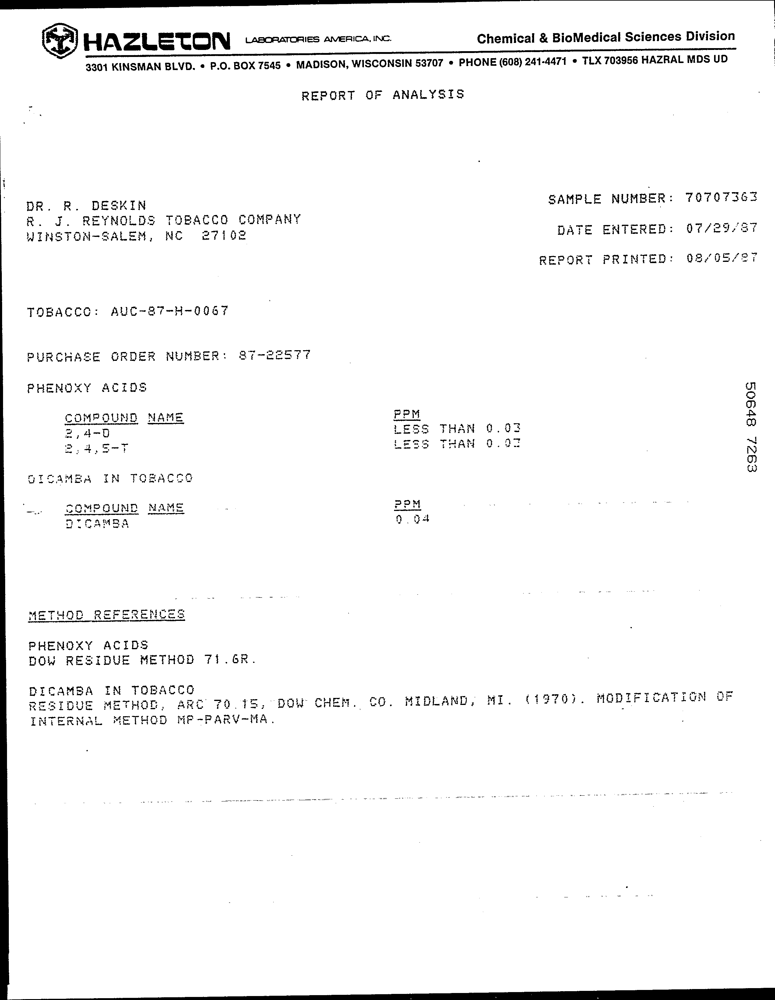 HAZLETON LABORATORIES AMERICA, INC. Chemical & BioMedical Sciences Division
3301 KINSMAN BLVD. • P.O. BOX 7545 • MADISON, WISCONSIN 53707 • PHONE (608) 241-4471 • TLX 703956 HAZRAL MDS UD
REPORT OF ANALYSIS
DR. R. DESKIN
R. J. REYNOLDS TOBACCO COMPANY
WINSTON-SALEM, NC 27102
SAMPLE NUMBER: 70707363
DATE ENTERED: 07/29/87
REPORT PRINTED: 08/05/87
TOBACCO: AUC-87-H-0067
PURCHASE ORDER NUMBER: 87-22577
PHENOXY ACIDS
COMPOUND NAME PPM
2,4-D LESS THAN 0.03
2,4,5-T LESS THAN
DICAMBA IN TOBACCO
COMPOUND NAME PPM
DICAMBA 0.04
METHOD REFERENCES
PHENOXY ACIDS
DOW RESIDUE METHOD 71.6R.
DICAMBA IN TOBACCO
RESIDUE METHOD, ARC 70.15, DOW CHEM. CO. MIDLAND, MI. (1970). MODIFICATION OF
INTERNAL METHOD MP-PARV-MA.
50648 7263